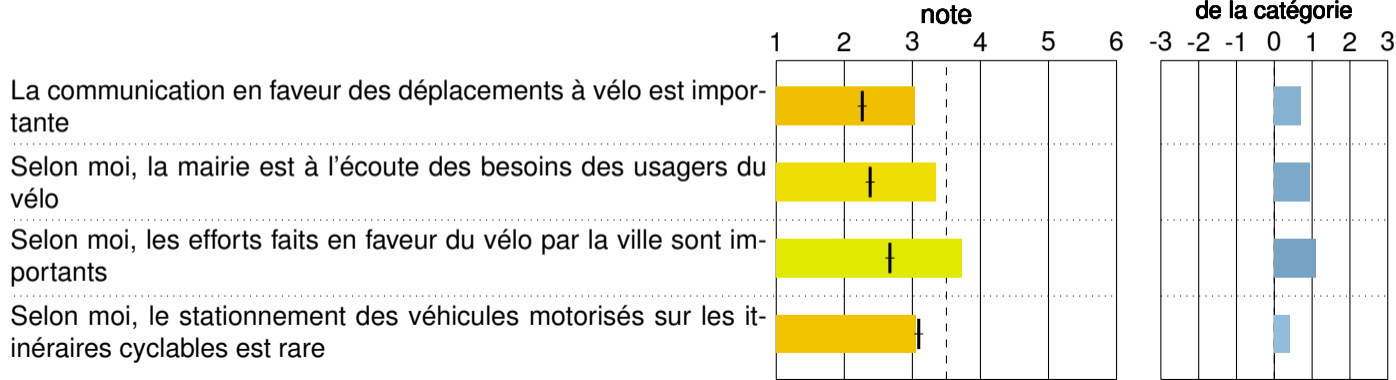 note
de la catégorie
1 2 3 4 5 6
-3 -2 -1 0 1 2 3
La communication en faveur des déplacements à vélo est impor-
tante
Selon moi, la mairie est à l'écoute des besoins des usagers du
vélo
Selon moi, les efforts faits en faveur du vélo par la ville sont im-
portants
Selon moi, le stationnement des véhicules motorisés sur les it-
inéraires cyclables est rare